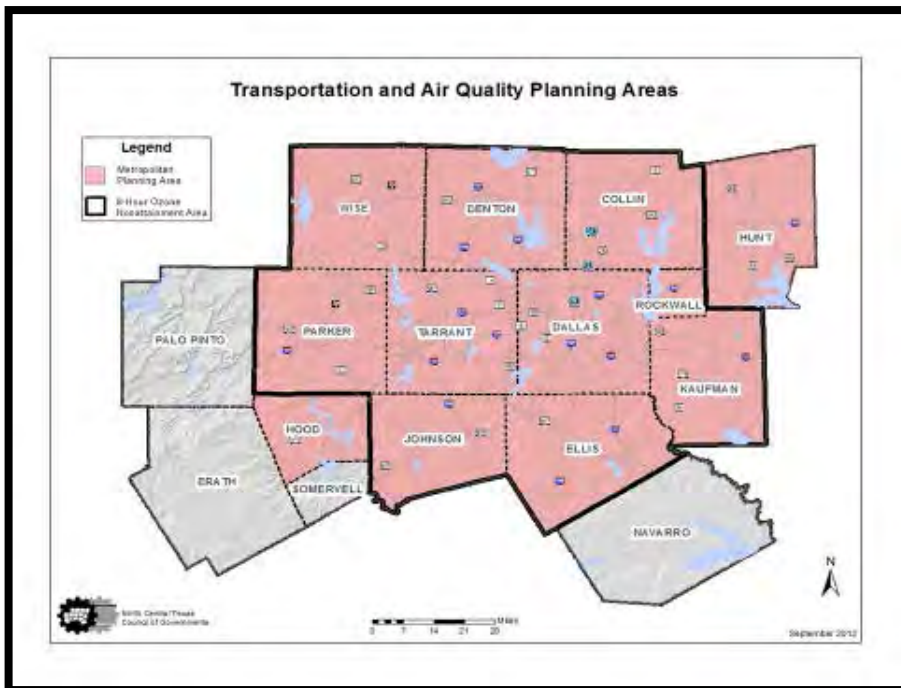 Transportation and Air Quality Planning Areas
Legend
Metropolitan
Planning Area
8-Hour Ozone
Nonattainment Area
WISE
DENTON
COLLIN
HUNT
PALO PINTO
PARKER
TARRANT
DALLAS
ROCKWALL
KAUFMAN
HOOD
JOHNSON
ELLIS
ERATH
SOMERVELL
NAVARRO
N
North Central Texas
Council of Governments
Miles
0 7 14 21 28
September 2012